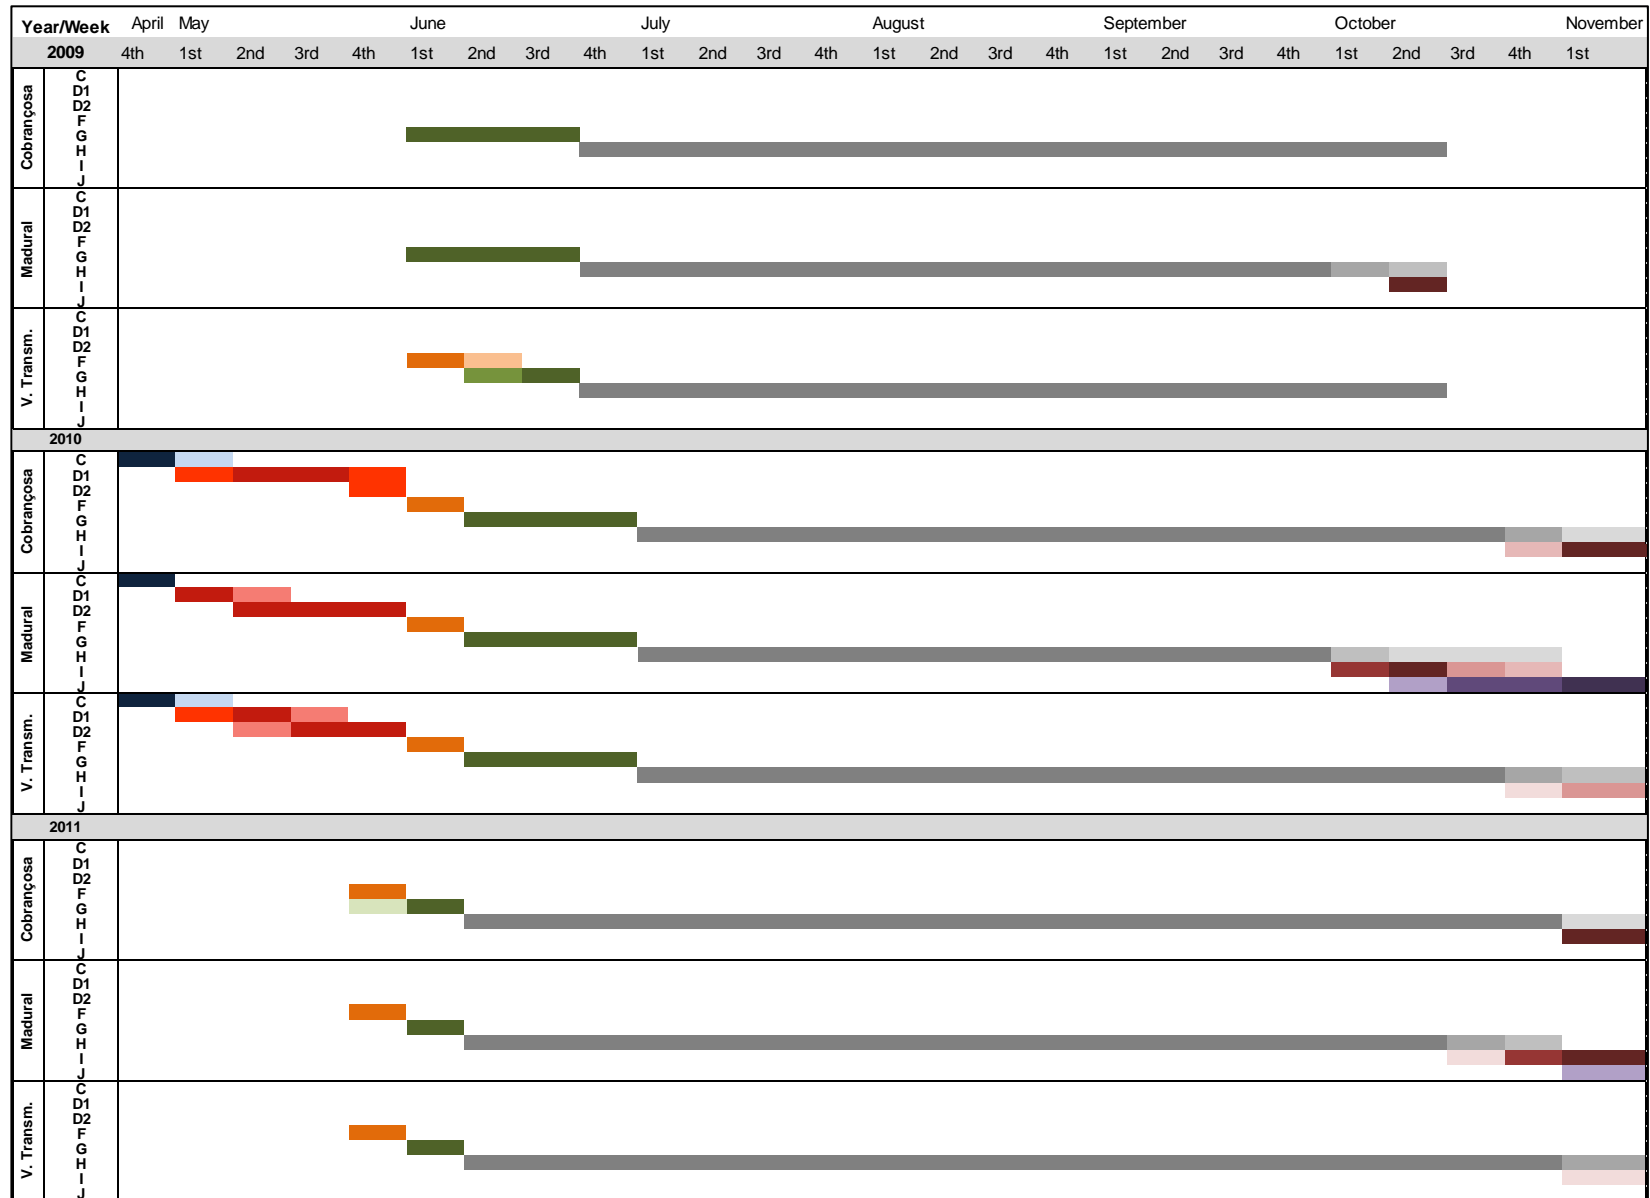 Year/Week April May June July August September October November
2009 4th 1st 2nd 3rd 4th 1st 2nd 3rd 4th 1st 2nd 3rd 4th 1st 2nd 3rd 4th 1st 2nd 3rd 4th 1st 2nd 3rd 4th 1st
Cobrançosa
C
D1
D2
F
G
H
I
J
Madural
C
D1
D2
F
G
H
I
J
V. Transm.
C
D1
D2
F
G
H
I
J
2010
Cobrançosa
C
D1
D2
F
G
H
I
J
Madural
C
D1
D2
F
G
H
I
J
V. Transm.
C
D1
D2
F
G
H
I
J
2011
Cobrançosa
C
D1
D2
F
G
H
I
J
Madural
C
D1
D2
F
G
H
I
J
V. Transm.
C
D1
D2
F
G
H
I
J